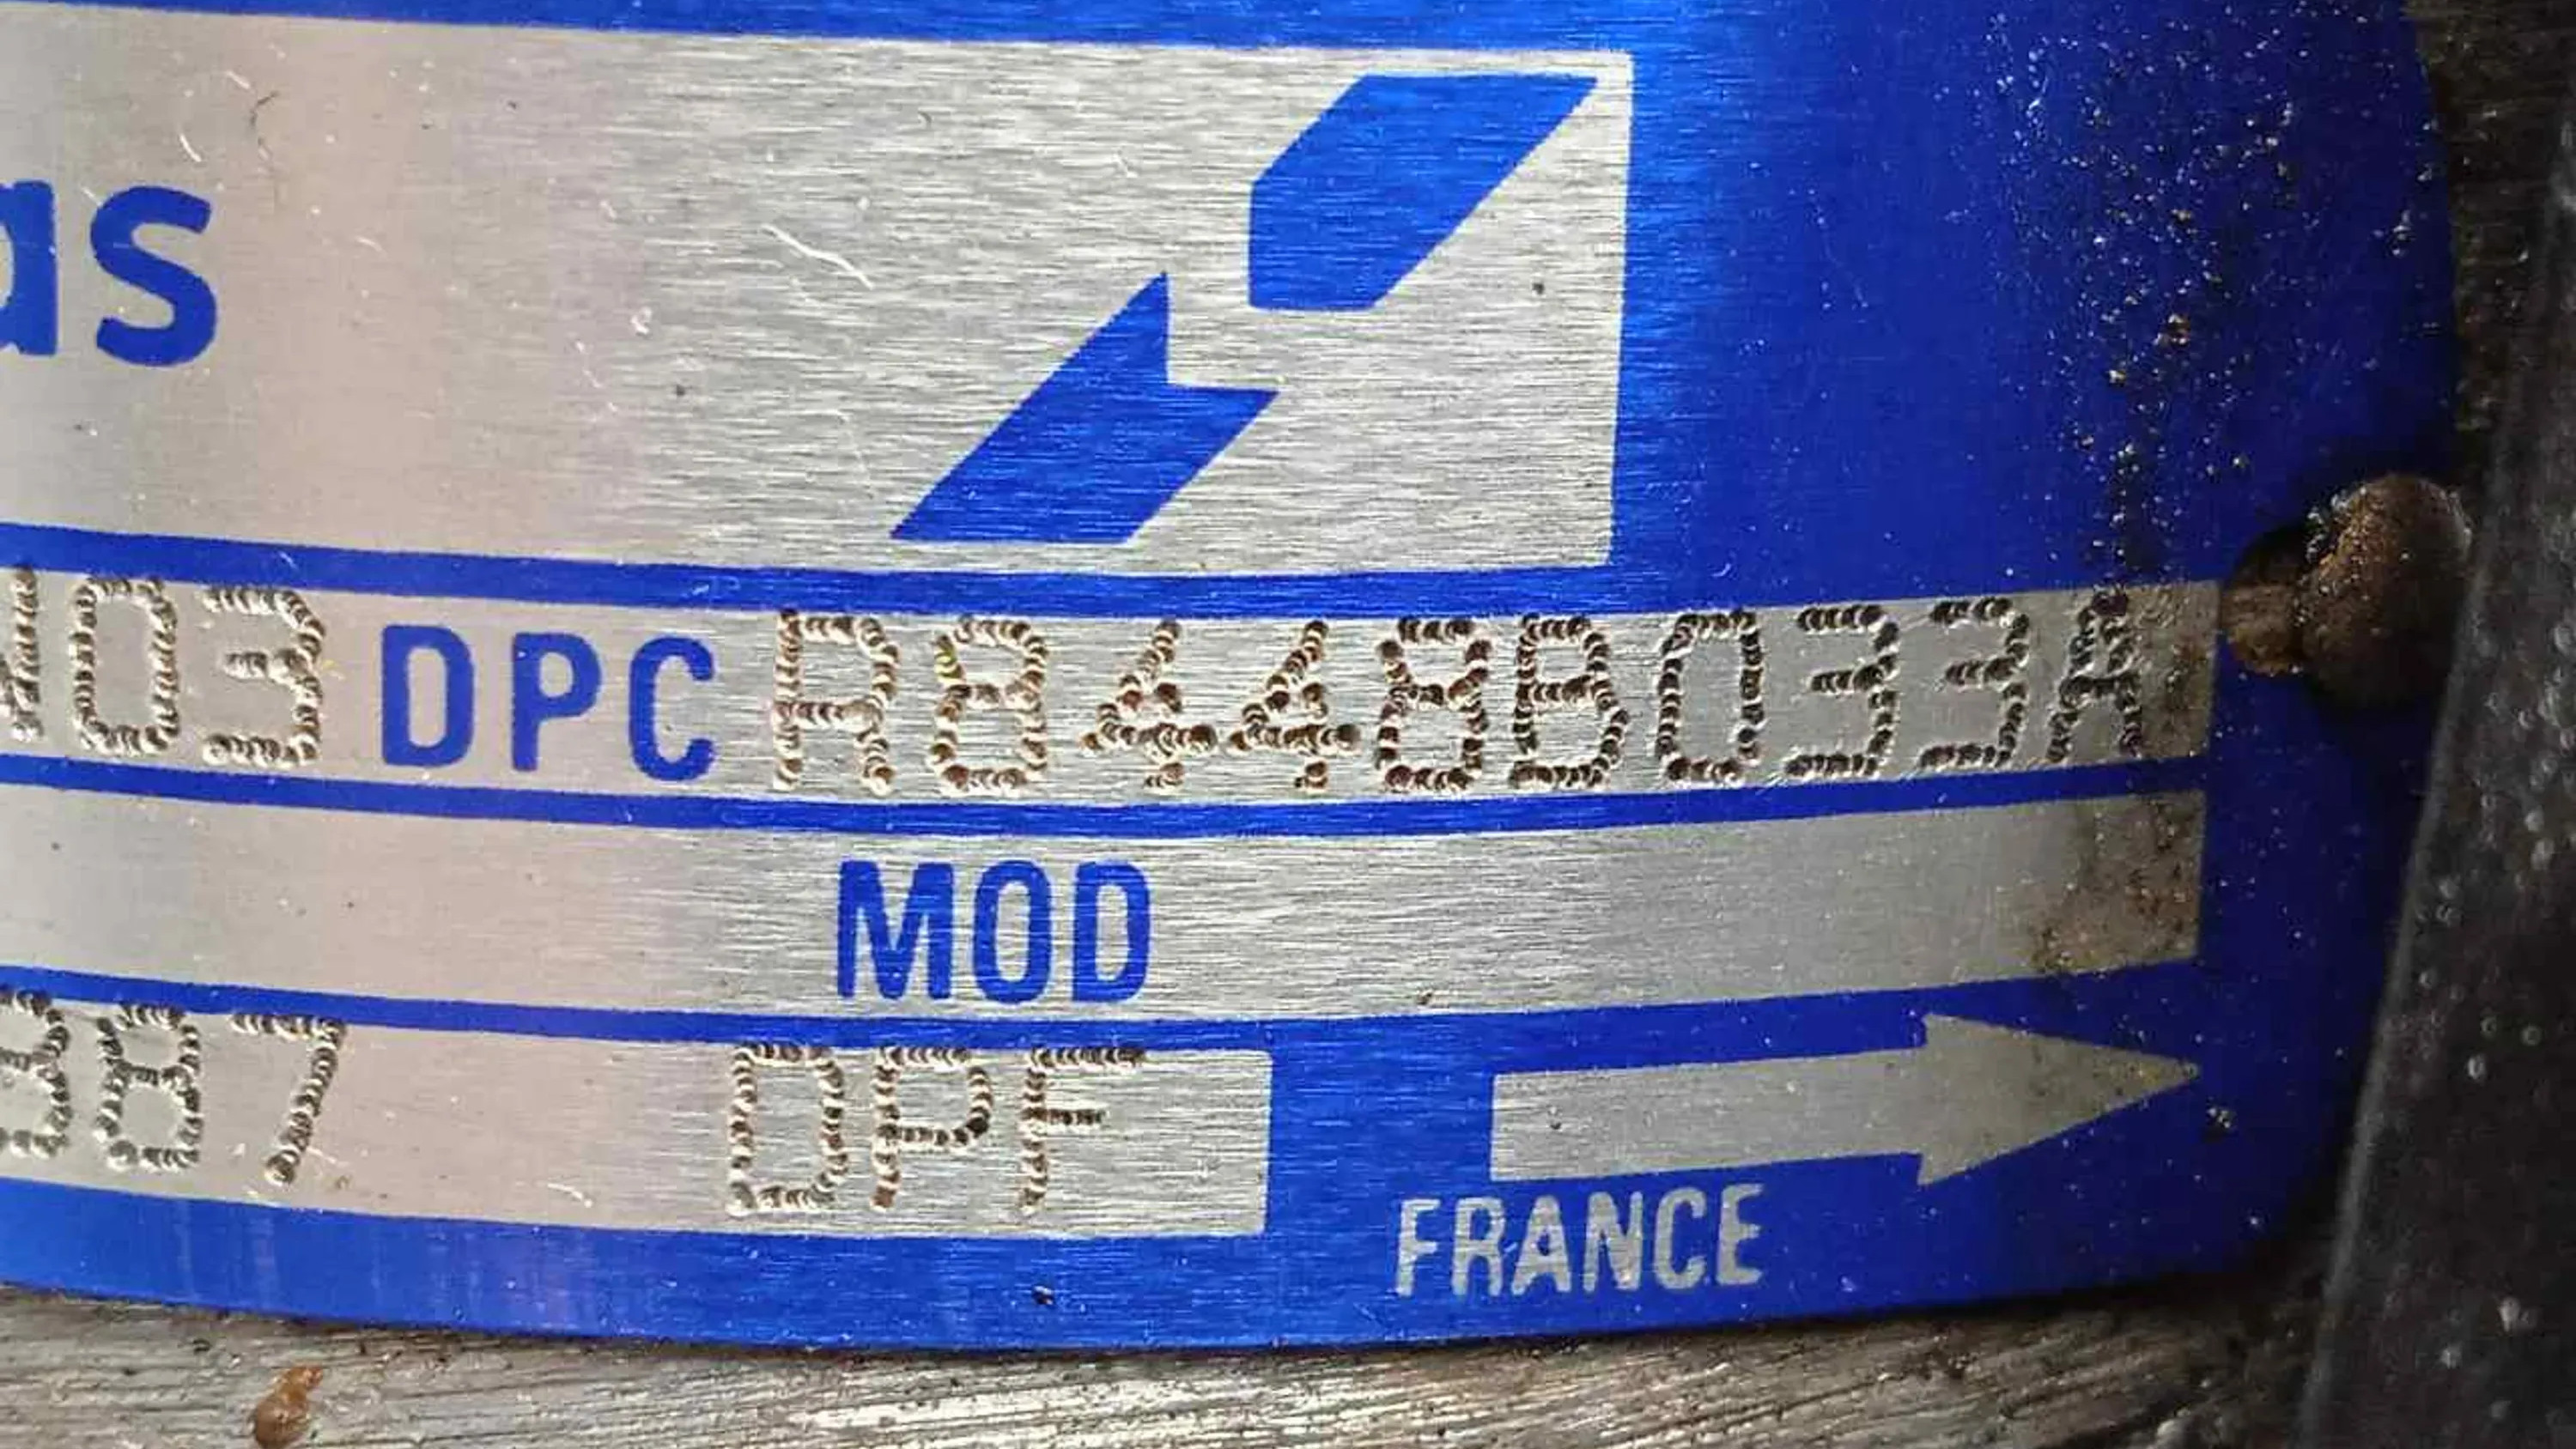 as
03 DPC R8448B033A
MOD
887 DPF
FRANCE